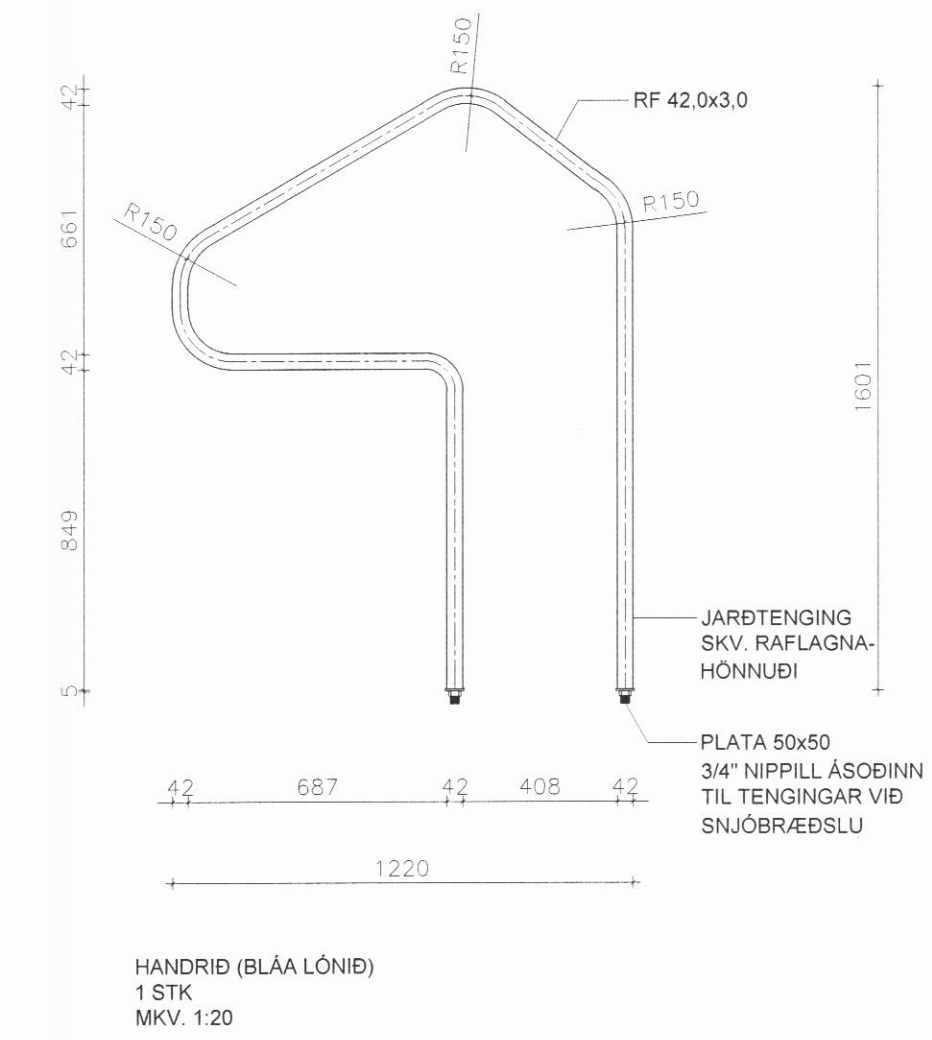 R150
42
RF 42,0x3,0
R150
R150
661
42
1601
849
JARÐTENGING
SKV. RAFLAGNA-
HÖNNUÐI
5
PLATA 50x50
3/4" NIPPILL ÁSOÐINN
TIL TENGINGAR VIÐ
SNJÓBRÆÐSLU
42 687 42 408 42
1220
HANDRIÐ (BLÁA LÓNIÐ)
1 STK
MKV. 1:20